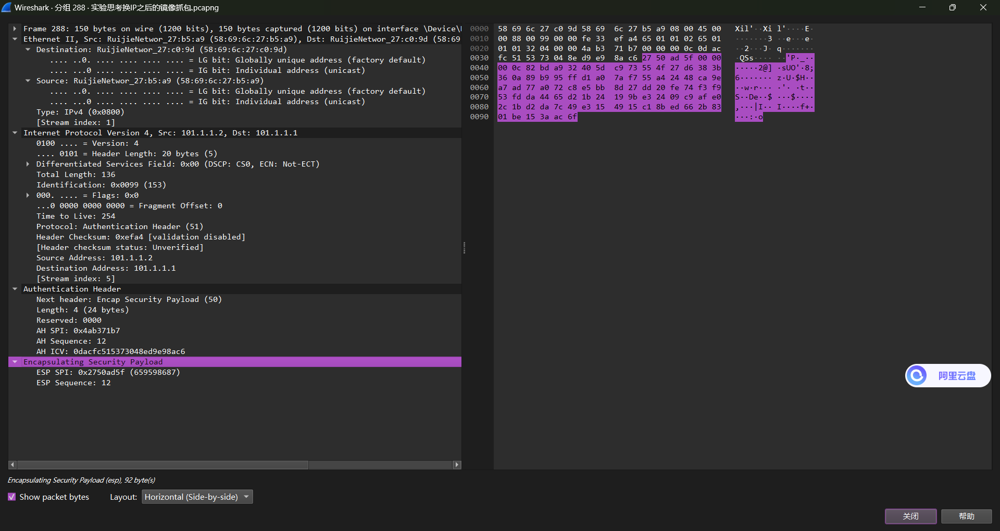 Wireshark · 分组 288 · 实验思考换IP之后的镜像抓包.pcapng
Frame 288: 150 bytes on wire (1200 bits), 150 bytes captured (1200 bits) on interface \Device\
Ethernet II, Src: RuijieNetwor_27:b5:a9 (58:69:6c:27:b5:a9), Dst: RuijieNetwor_27:c0:9d (58:69
Destination: RuijieNetwor_27:c0:9d (58:69:6c:27:c0:9d)
.... ..0. .... .... .... .... = LG bit: Globally unique address (factory default)
.... ...0 .... .... .... .... = IG bit: Individual address (unicast)
Source: RuijieNetwor_27:b5:a9 (58:69:6c:27:b5:a9)
.... ..0. .... .... .... .... = LG bit: Globally unique address (factory default)
.... ...0 .... .... .... .... = IG bit: Individual address (unicast)
Type: IPv4 (0x0800)
[Stream index: 1]
Internet Protocol Version 4, Src: 101.1.1.2, Dst: 101.1.1.1
0100 .... = Version: 4
.... 0101 = Header Length: 20 bytes (5)
Differentiated Services Field: 0x00 (DSCP: CS0, ECN: Not-ECT)
Total Length: 136
Identification: 0x0099 (153)
000. .... = Flags: 0x0
...0 0000 0000 0000 = Fragment Offset: 0
Time to Live: 254
Protocol: Authentication Header (51)
Header Checksum: 0xefa4 [validation disabled]
[Header checksum status: Unverified]
Source Address: 101.1.1.2
Destination Address: 101.1.1.1
[Stream index: 5]
Authentication Header
Next header: Encap Security Payload (50)
Length: 4 (24 bytes)
Reserved: 0000
AH SPI: 0x4ab371b7
AH Sequence: 12
AH ICV: 0dacfc515373048ed9e98ac6
Encapsulating Security Payload
ESP SPI: 0x2750ad5f (659598687)
ESP Sequence: 12
0000 58 69 6c 27 c0 9d 58 69 6c 27 b5 a9 08 00 45 00 Xil'··Xi l'····E·
0010 00 88 00 99 00 00 fe 33 ef a4 65 01 01 02 65 01 ·······3 ··e···e·
0020 01 01 32 04 00 00 4a b3 71 b7 00 00 00 0c 0d ac ··2···J· q·······
0030 fc 51 53 73 04 8e d9 e9 8a c6 27 50 ad 5f 00 00 ·QSs···· ··'P·_··
0040 00 0c 82 bd a9 32 40 5d c9 73 55 4f 27 d6 38 3b ·····2@] ·sUO'·8;
0050 36 0a 89 b9 95 ff d1 a0 7a f7 55 a4 24 48 ca 9e 6······· z·U·$H··
0060 a7 ad 77 a0 72 c8 e5 bb 8d 27 dd 20 fe 74 f3 f9 ··w·r··· ·'· ·t··
0070 53 fd da 44 65 d2 1b 24 19 9b e3 24 09 c9 af e0 S··De··$ ···$····
0080 2c 1b d2 da 7c 49 e3 15 49 15 c1 8b ed 66 2b 83 ,···|I·· I····f+·
0090 01 be 15 3a ac 6f ···:·o
阿里云盘
Encapsulating Security Payload (esp), 92 byte(s)
Show packet bytes Layout: Horizontal (Side-by-side)
关闭 帮助